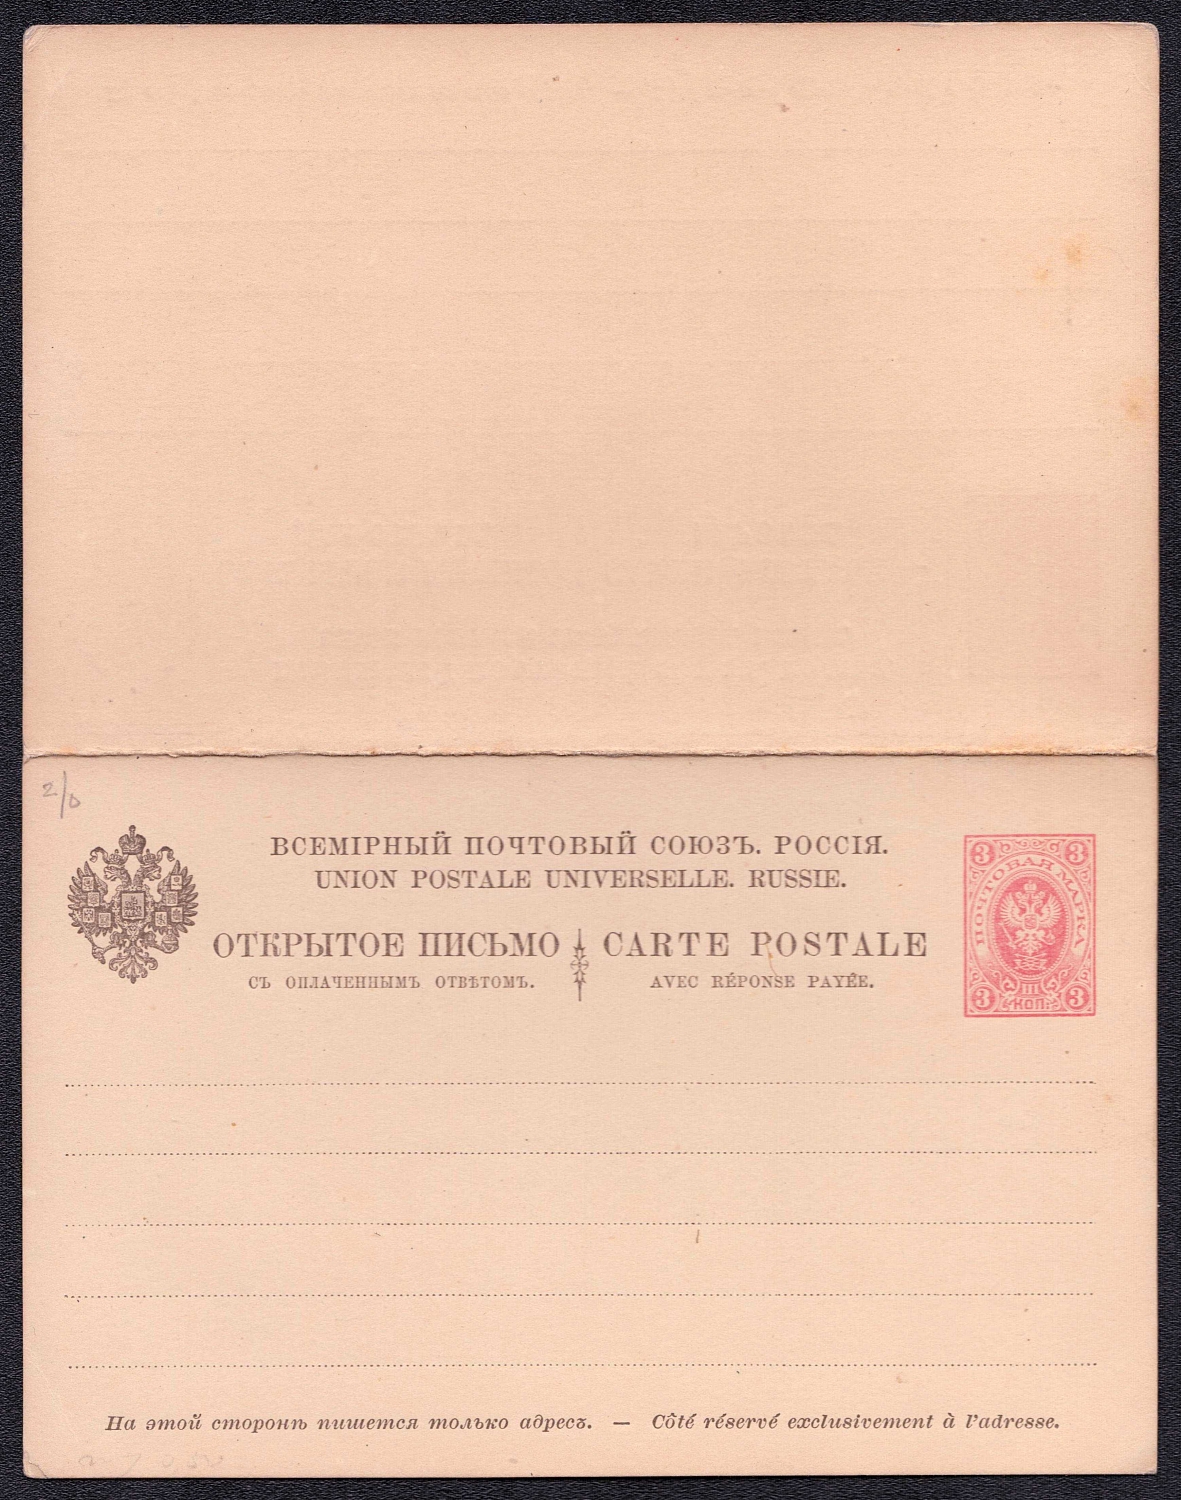 2/0
ВСЕМІРНЫЙ ПОЧТОВЫЙ СОЮЗЪ. РОССІЯ.
UNION POSTALE UNIVERSELLE. RUSSIE.
ОТКРЫТОЕ ПИСЬМО CARTE POSTALE
СЪ ОПЛАЧЕННЫМЪ ОТВѢТОМЪ. AVEC RÉPONSE PAYÉE.
3 3
ПОЧТОВАЯ МАРКА
III
3 КОП. 3
На этой сторонѣ пишется только адресъ. — Côté réservé exclusivement à l'adresse.